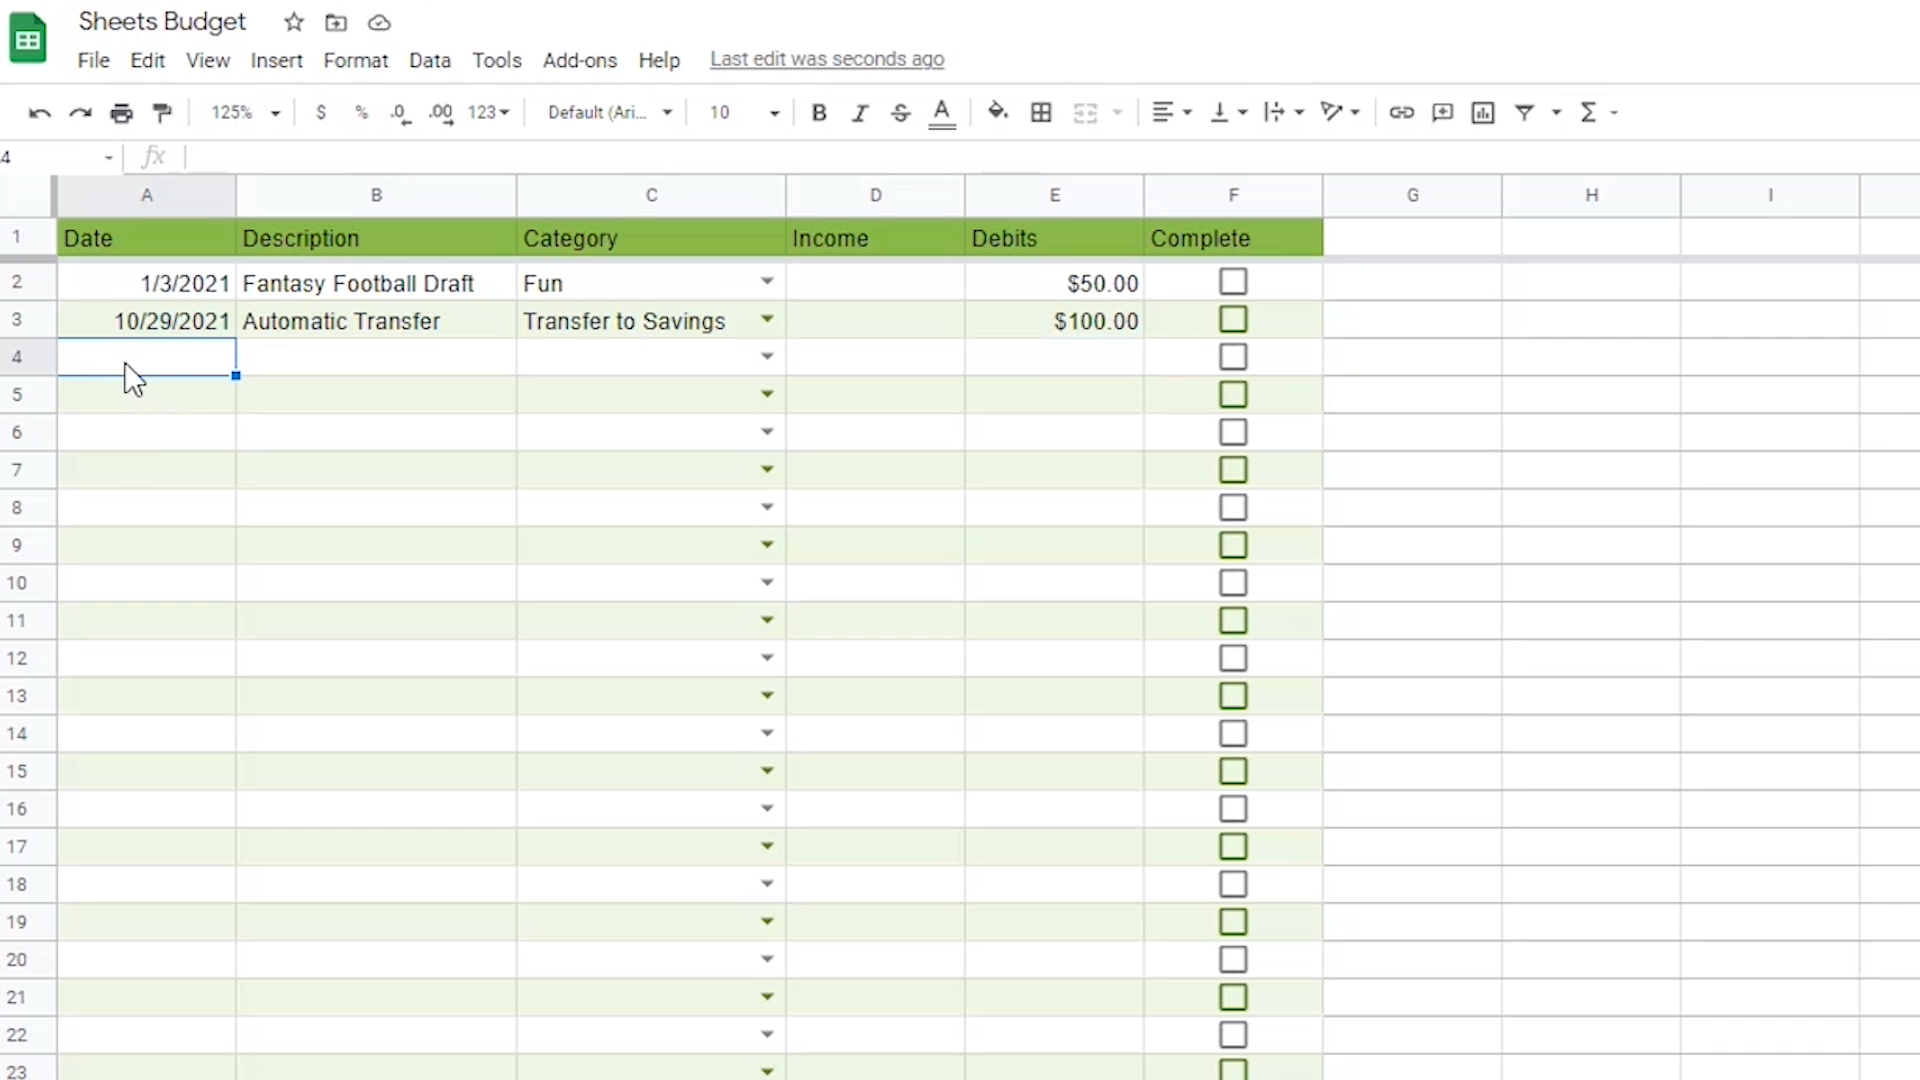 Sheets Budget
File Edit View Insert Format Data Tools Add-ons Help Last edit was seconds ago
125% $ % .0 .00 123 Default (Ari... 10 B I S A Σ
4 fx
A B C D E F G H I
1 Date Description Category Income Debits Complete
2 1/3/2021 Fantasy Football Draft Fun $50.00
3 10/29/2021 Automatic Transfer Transfer to Savings $100.00
4
5
6
7
8
9
10
11
12
13
14
15
16
17
18
19
20
21
22
23